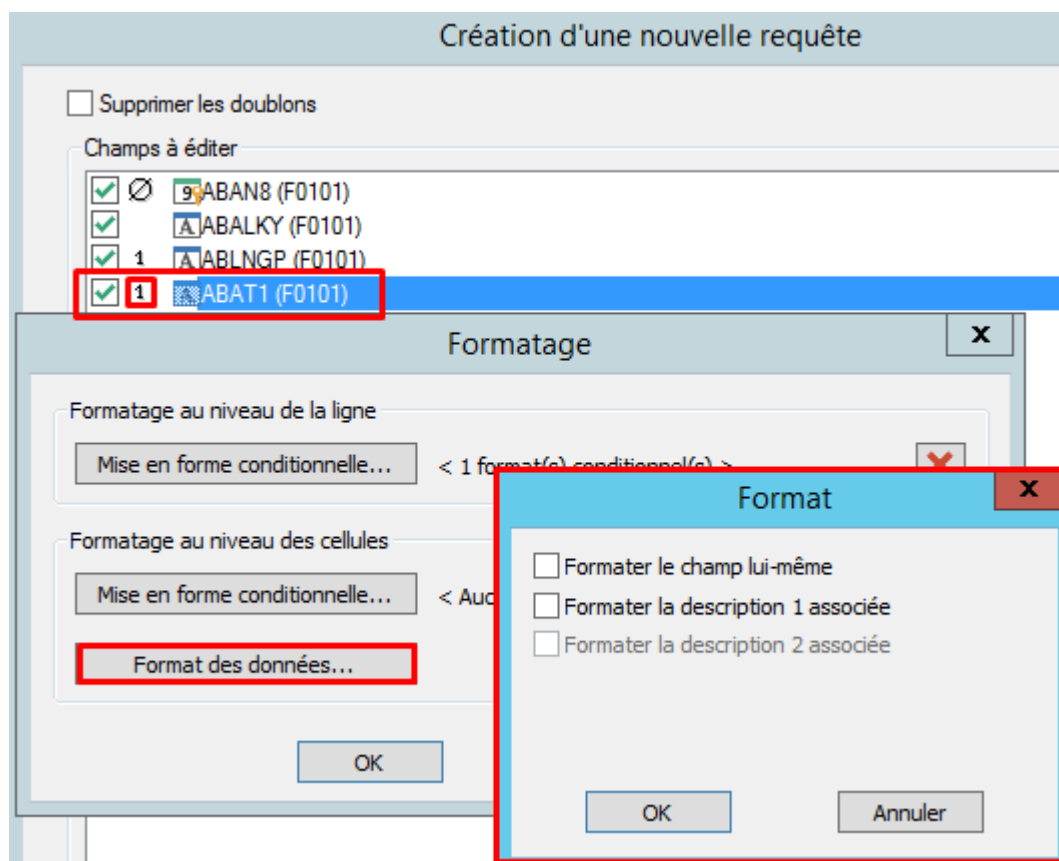 Création d'une nouvelle requête
Supprimer les doublons
Champs à éditer
ABAN8 (F0101)
ABALKY (F0101)
1 ABLNGP (F0101)
1 ABAT1 (F0101)
Formatage
Formatage au niveau de la ligne
Mise en forme conditionnelle... < 1 format(s) conditionnel(s) >
Formatage au niveau des cellules
Mise en forme conditionnelle... < Auc
Format des données...
OK
Format
Formater le champ lui-même
Formater la description 1 associée
Formater la description 2 associée
OK Annuler